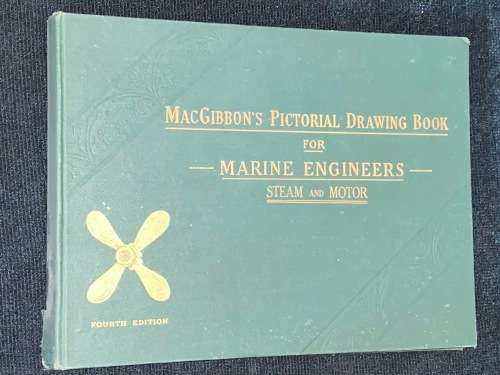 MACGIBBON'S PICTORIAL DRAWING BOOK
FOR
— MARINE ENGINEERS —
STEAM AND MOTOR
FOURTH EDITION